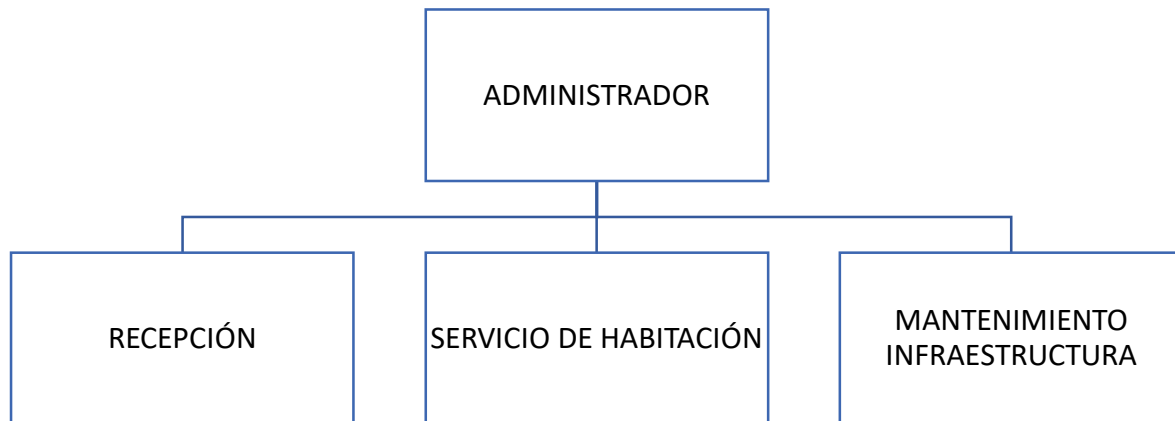 ADMINISTRADOR
RECEPCIÓN
SERVICIO DE HABITACIÓN
MANTENIMIENTO
INFRAESTRUCTURA